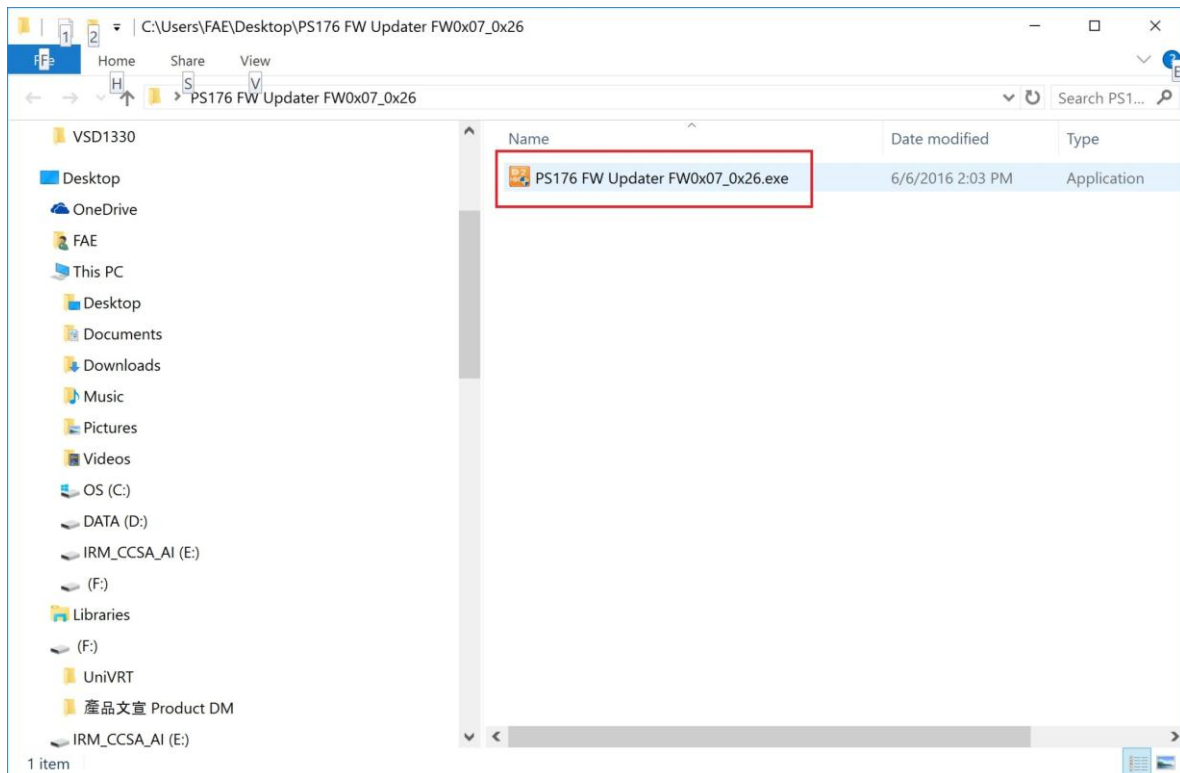 1 2 C:\Users\FAE\Desktop\PS176 FW Updater FW0x07_0x26
F Home Share View
H S V E
PS176 FW Updater FW0x07_0x26 Search PS1...
VSD1330
Desktop
OneDrive
FAE
This PC
Desktop
Documents
Downloads
Music
Pictures
Videos
OS (C:)
DATA (D:)
IRM_CCSA_AI (E:)
(F:)
Libraries
(F:)
UniVRT
產品文宣 Product DM
IRM_CCSA_AI (E:)
Name Date modified Type
PS176 FW Updater FW0x07_0x26.exe 6/6/2016 2:03 PM Application
1 item